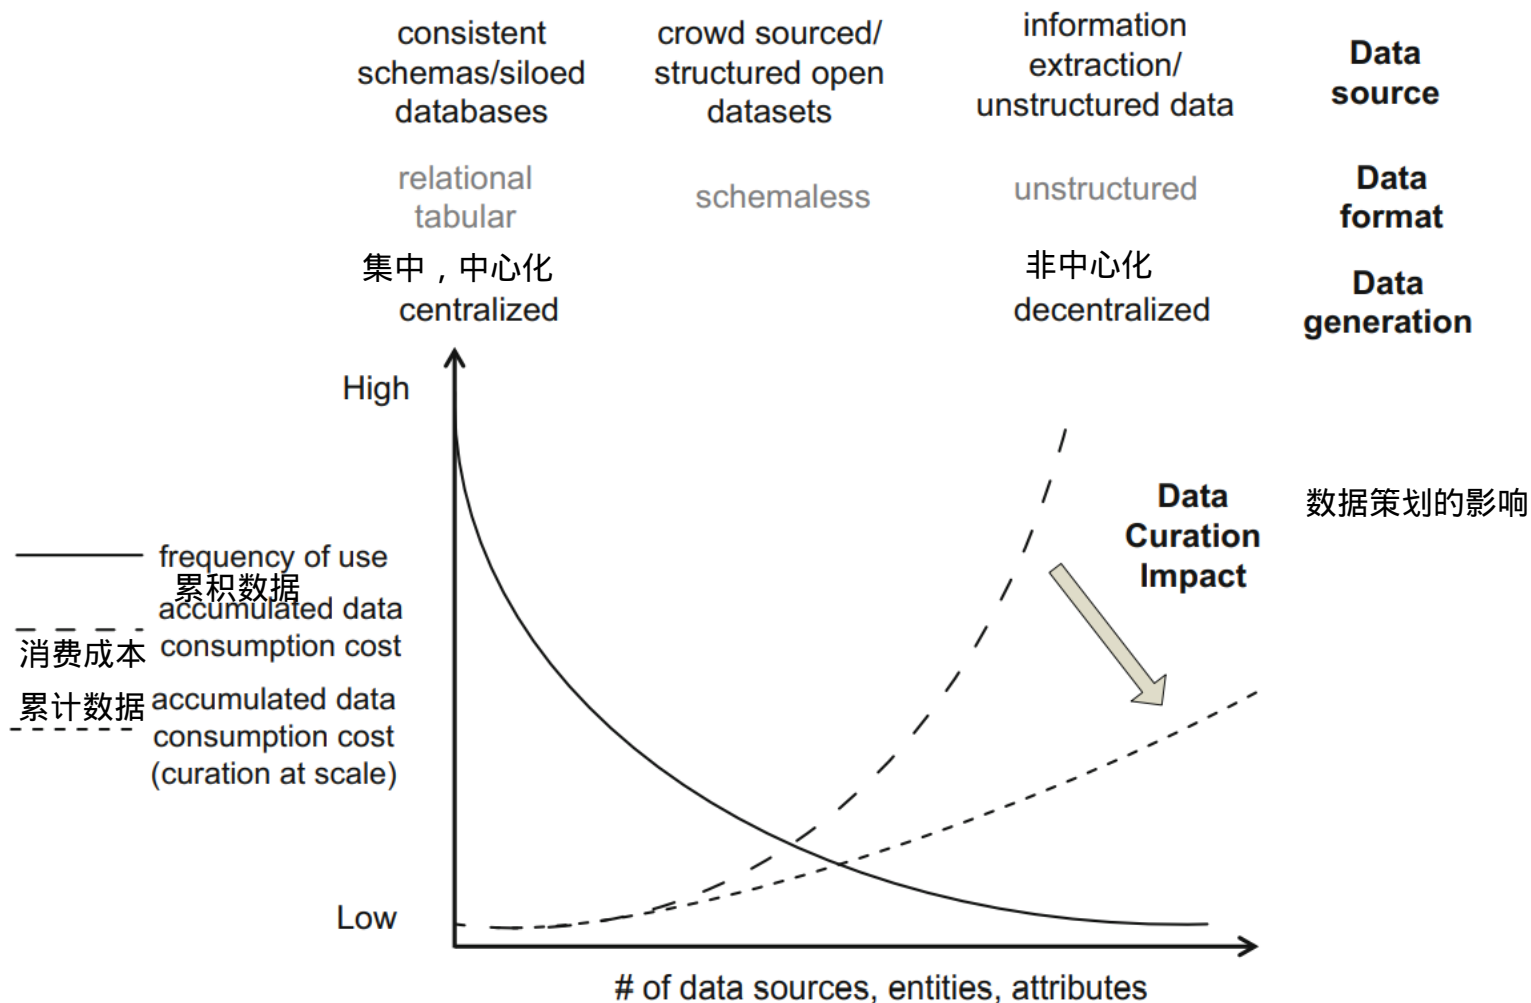 consistent
schemas/siloed
databases
crowd sourced/
structured open
datasets
information
extraction/
unstructured data
Data
source
relational
tabular
schemaless
unstructured
Data
format
集中，中心化
centralized
非中心化
decentralized
Data
generation
High
Data
Curation
Impact
数据策划的影响
frequency of use
累积数据
accumulated data
consumption cost
消费成本
累计数据
accumulated data
consumption cost
(curation at scale)
Low
# of data sources, entities, attributes